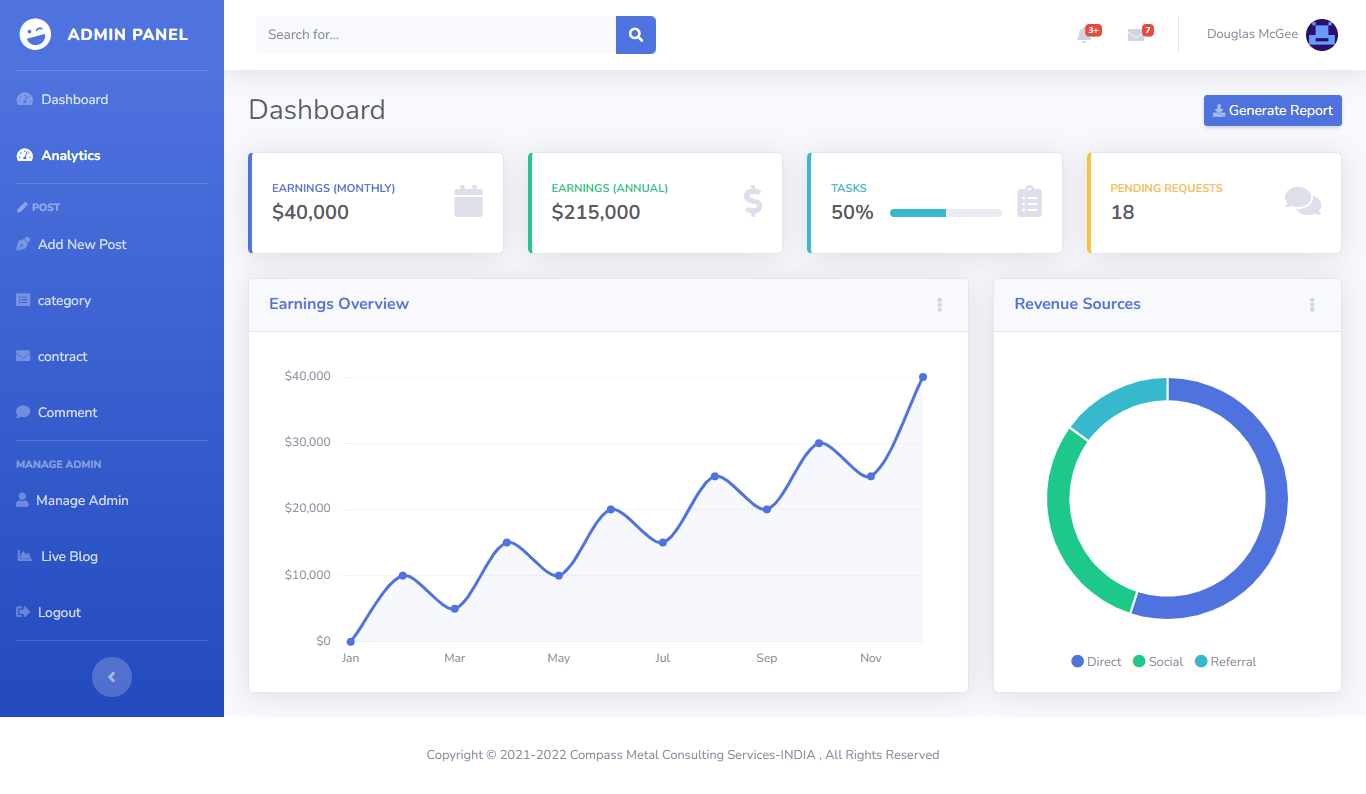 ADMIN PANEL
Dashboard
Analytics
POST
Add New Post
category
contract
Comment
MANAGE ADMIN
Manage Admin
Live Blog
Logout
Search for...
3+
7
Douglas McGee
Dashboard
Generate Report
EARNINGS (MONTHLY)
$40,000
EARNINGS (ANNUAL)
$215,000
TASKS
50%
PENDING REQUESTS
18
Earnings Overview
$40,000
$30,000
$20,000
$10,000
$0
Jan Mar May Jul Sep Nov
Revenue Sources
Direct Social Referral
Copyright © 2021-2022 Compass Metal Consulting Services-INDIA , All Rights Reserved